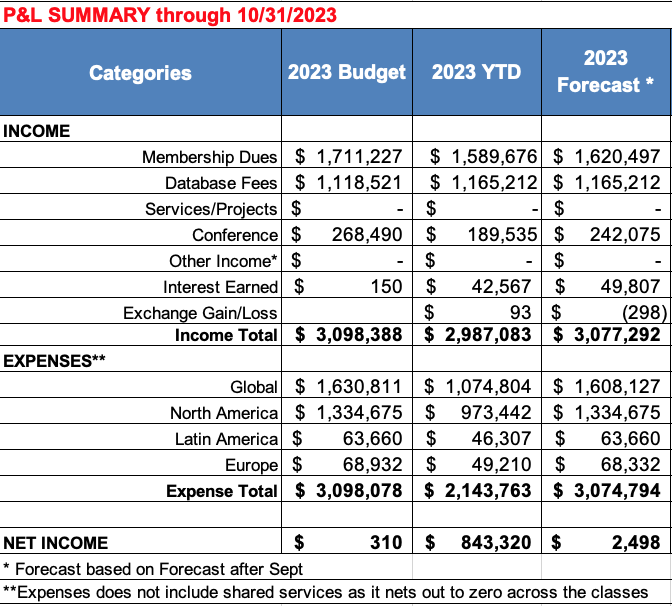 P&L SUMMARY through 10/31/2023
Categories 2023 Budget 2023 YTD 2023 Forecast *
INCOME
Membership Dues $ 1,711,227 $ 1,589,676 $ 1,620,497
Database Fees $ 1,118,521 $ 1,165,212 $ 1,165,212
Services/Projects $ - $ - $ -
Conference $ 268,490 $ 189,535 $ 242,075
Other Income* $ - $ - $ -
Interest Earned $ 150 $ 42,567 $ 49,807
Exchange Gain/Loss $ 93 $ (298)
Income Total $ 3,098,388 $ 2,987,083 $ 3,077,292
EXPENSES**
Global $ 1,630,811 $ 1,074,804 $ 1,608,127
North America $ 1,334,675 $ 973,442 $ 1,334,675
Latin America $ 63,660 $ 46,307 $ 63,660
Europe $ 68,932 $ 49,210 $ 68,332
Expense Total $ 3,098,078 $ 2,143,763 $ 3,074,794
NET INCOME $ 310 $ 843,320 $ 2,498
* Forecast based on Forecast after Sept
**Expenses does not include shared services as it nets out to zero across the classes